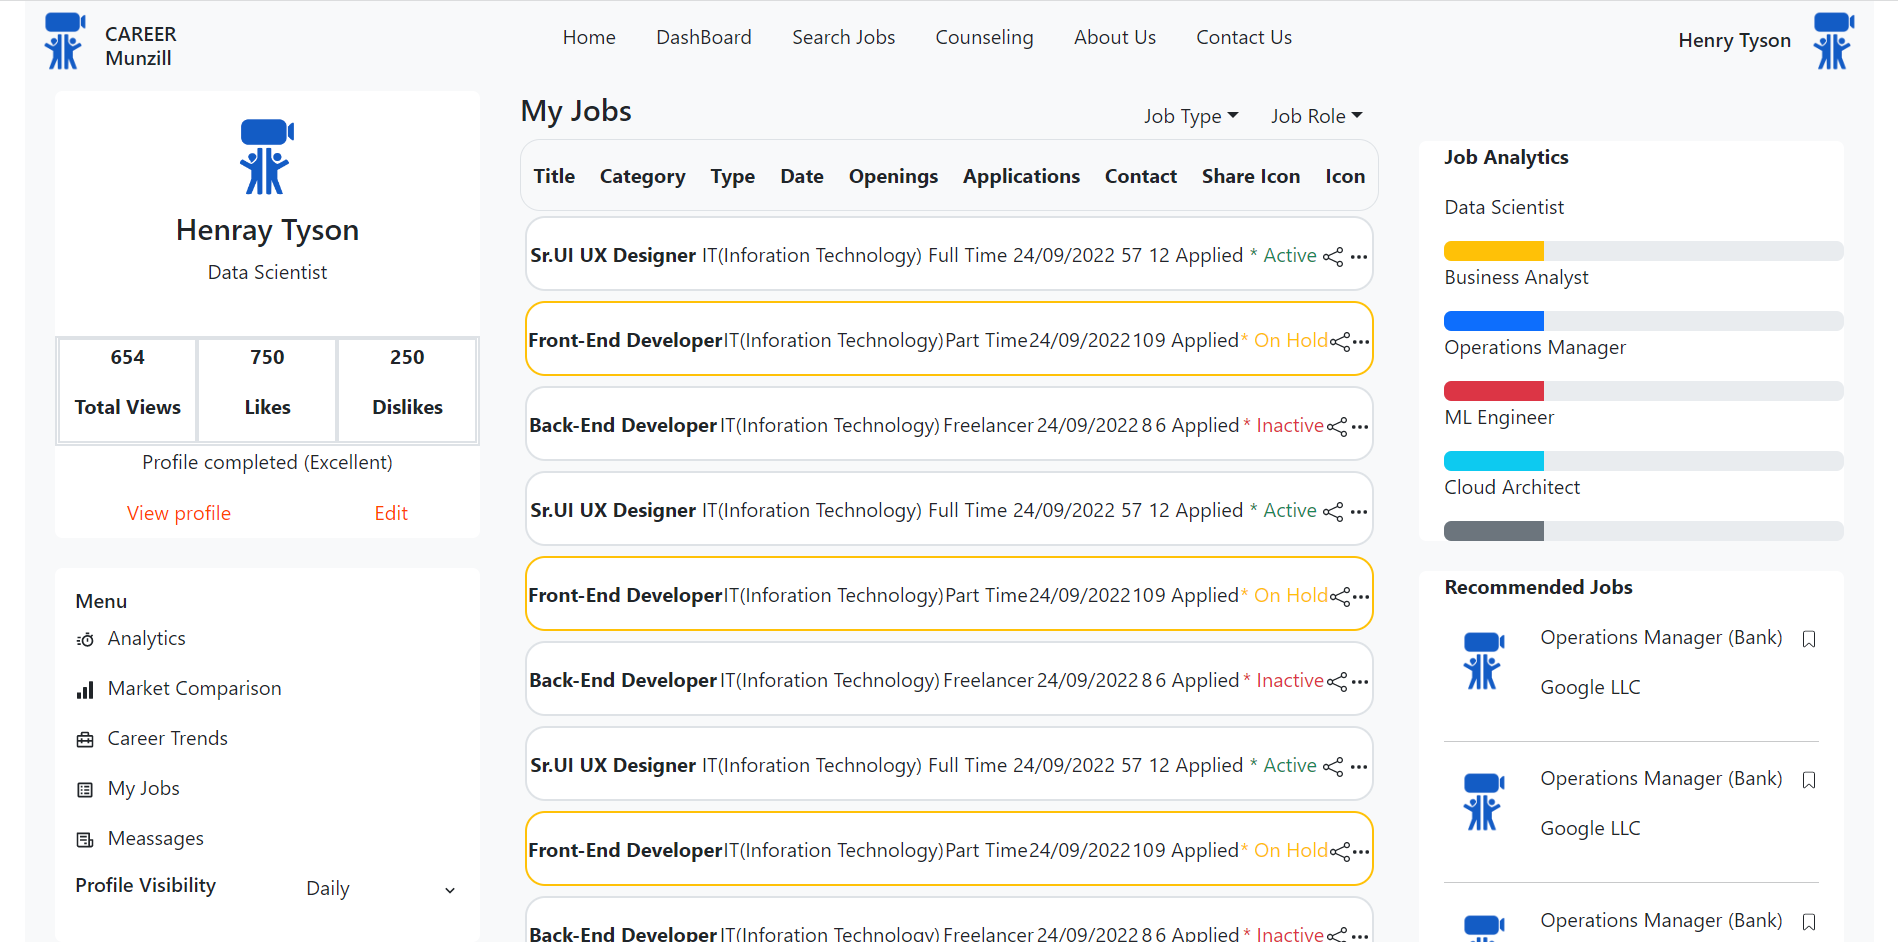 CAREER
Munzill
Home DashBoard Search Jobs Counseling About Us Contact Us
Henry Tyson
Henray Tyson
Data Scientist
654 750 250
Total Views Likes Dislikes
Profile completed (Excellent)
View profile Edit
Menu
Analytics
Market Comparison
Career Trends
My Jobs
Meassages
Profile Visibility Daily
My Jobs
Job Type Job Role
Title Category Type Date Openings Applications Contact Share Icon Icon
Sr.UI UX Designer IT(Inforation Technology) Full Time 24/09/2022 57 12 Applied * Active
Front-End Developer IT(Inforation Technology) Part Time 24/09/2022 109 Applied * On Hold
Back-End Developer IT(Inforation Technology) Freelancer 24/09/2022 8 6 Applied * Inactive
Sr.UI UX Designer IT(Inforation Technology) Full Time 24/09/2022 57 12 Applied * Active
Front-End Developer IT(Inforation Technology) Part Time 24/09/2022 109 Applied * On Hold
Back-End Developer IT(Inforation Technology) Freelancer 24/09/2022 8 6 Applied * Inactive
Sr.UI UX Designer IT(Inforation Technology) Full Time 24/09/2022 57 12 Applied * Active
Front-End Developer IT(Inforation Technology) Part Time 24/09/2022 109 Applied * On Hold
Back-End Developer IT(Inforation Technology) Freelancer 24/09/2022 8 6 Applied * Inactive
Job Analytics
Data Scientist
Business Analyst
Operations Manager
ML Engineer
Cloud Architect
Recommended Jobs
Operations Manager (Bank)
Google LLC
Operations Manager (Bank)
Google LLC
Operations Manager (Bank)